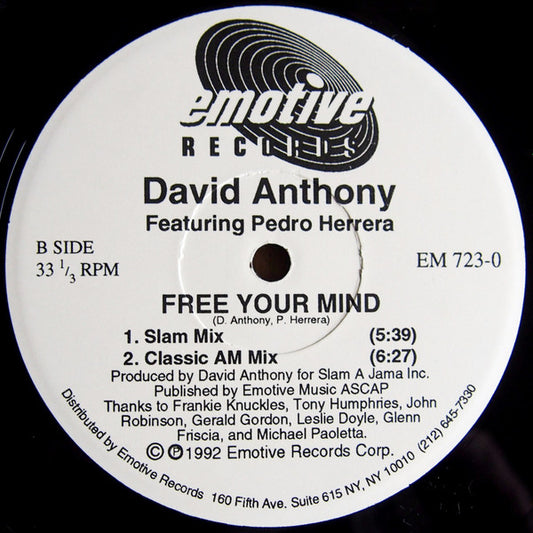 emotive
RECORDS
David Anthony
Featuring Pedro Herrera
B SIDE
33 1/3 RPM
EM 723-0
FREE YOUR MIND
(D. Anthony, P. Herrera)
1. Slam Mix (5:39)
2. Classic AM Mix (6:27)
Produced by David Anthony for Slam A Jama Inc.
Published by Emotive Music ASCAP
Thanks to Frankie Knuckles, Tony Humphries, John
Robinson, Gerald Gordon, Leslie Doyle, Glenn
Friscia, and Michael Paoletta.
© ℗ 1992 Emotive Records Corp.
Distributed by Emotive Records 160 Fifth Ave. Suite 615 NY, NY 10010 (212) 645-7330